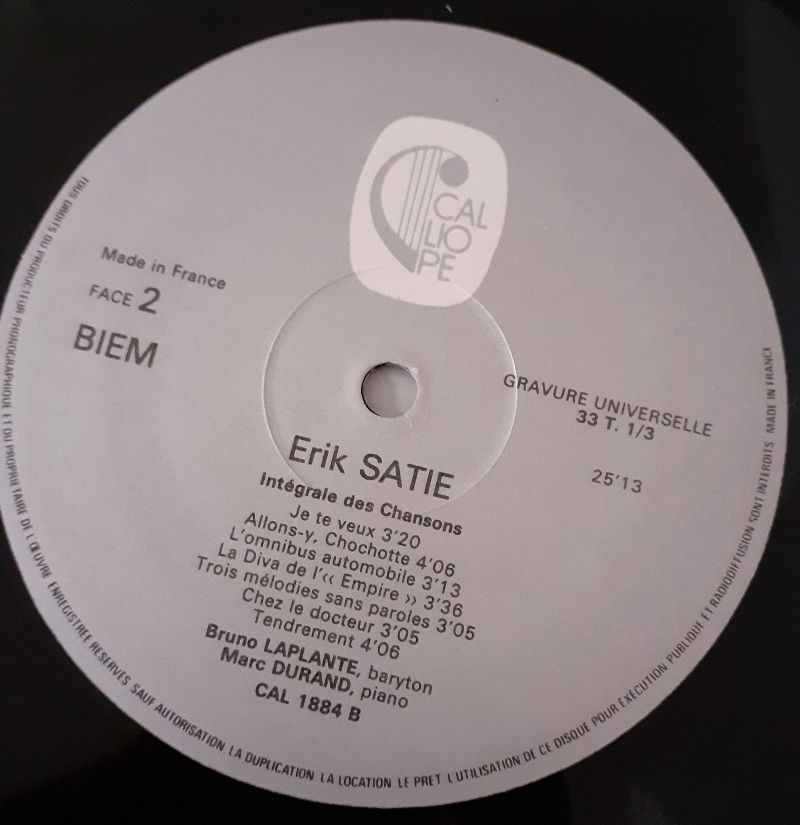 CAL
LIO
PE
Made in France
FACE 2
BIEM
GRAVURE UNIVERSELLE
33 T. 1/3
25'13
Erik SATIE
Intégrale des Chansons
Je te veux 3'20
Allons-y, Chochotte 4'06
L'omnibus automobile 3'13
La Diva de l'‹‹ Empire ›› 3'36
Trois mélodies sans paroles 3'05
Chez le docteur 3'05
Tendrement 4'06
Bruno LAPLANTE, baryton
Marc DURAND, piano
CAL 1884 B
TOUS DROITS DU PRODUCTEUR PHONOGRAPHIQUE ET DU PROPRIETAIRE DE L'ŒUVRE ENREGISTREE RESERVES SAUF AUTORISATION, LA DUPLICATION LA LOCATION LE PRET L'UTILISATION DE CE DISQUE POUR EXÉCUTION PUBLIQUE ET RADIODIFFUSION SONT INTERDITS MADE IN FRANCE